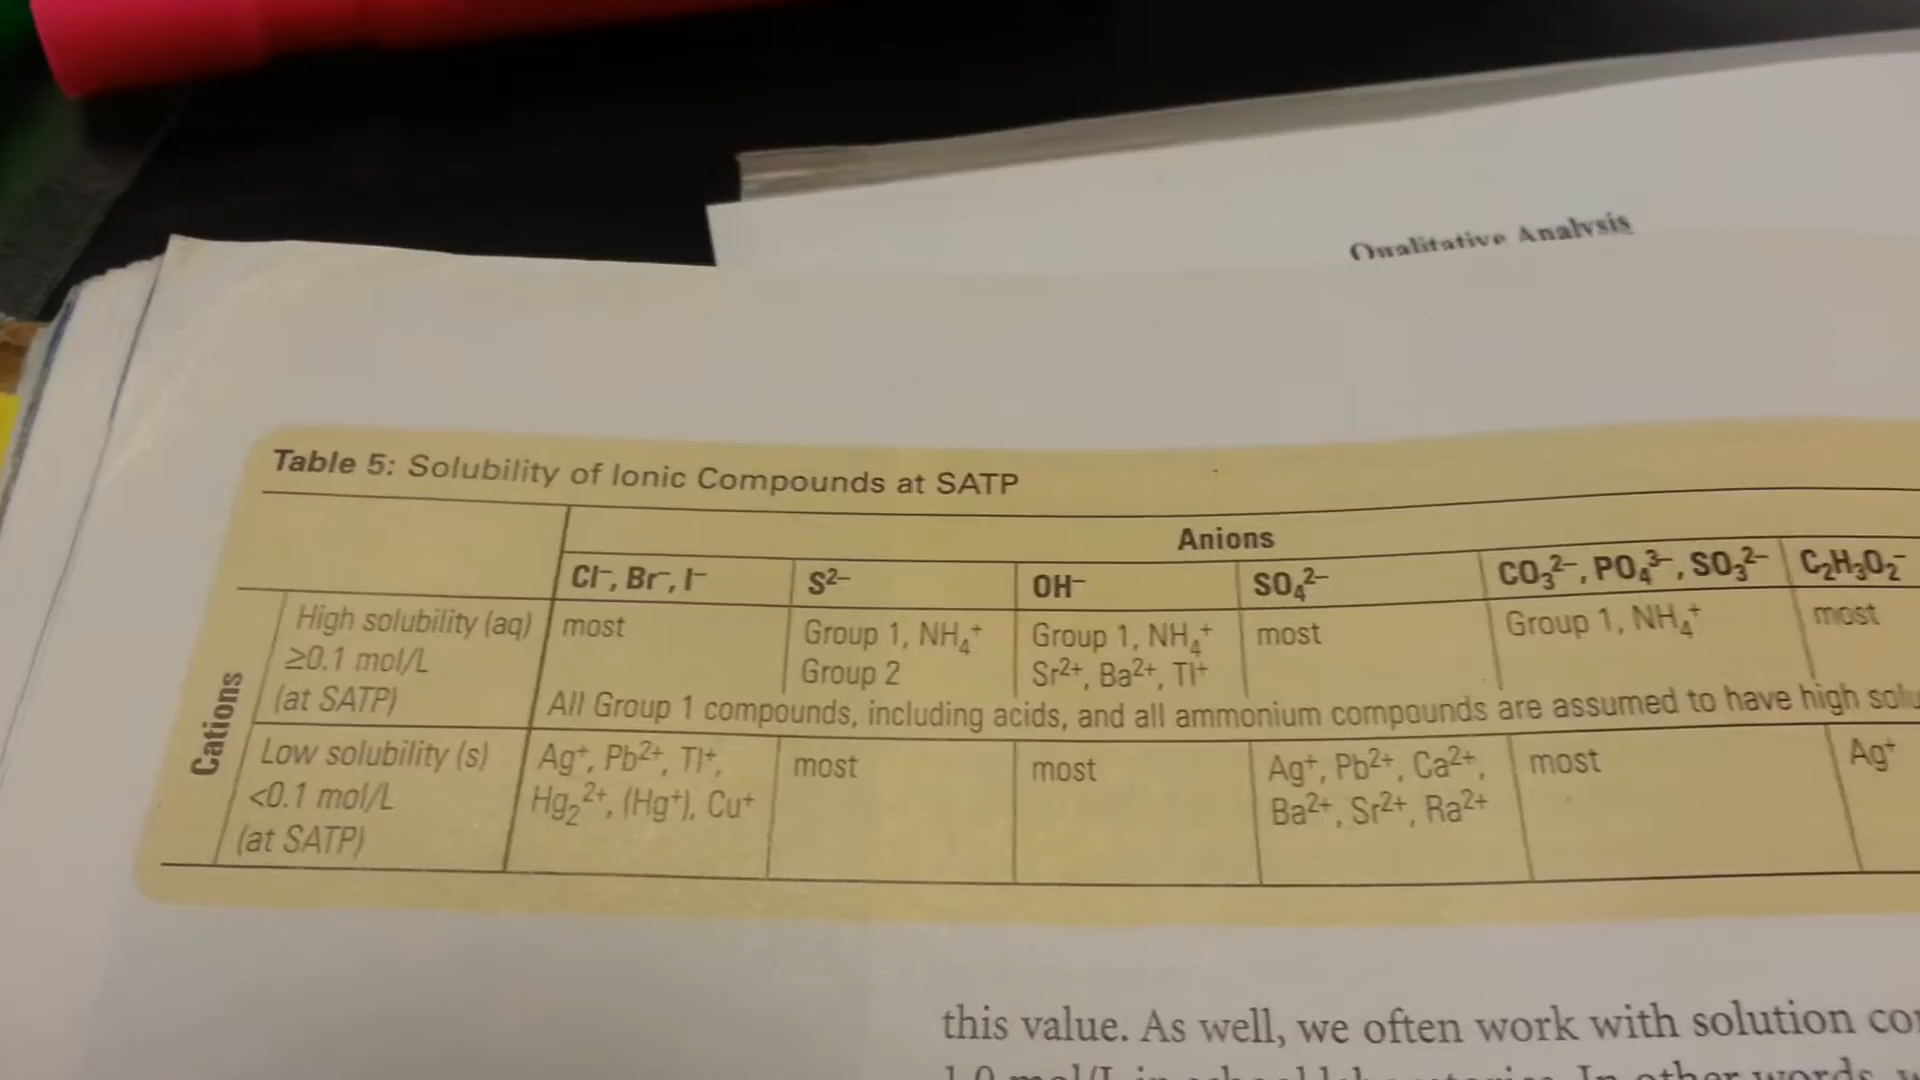 Qualitative Analysis
Table 5: Solubility of Ionic Compounds at SATP
Anions
Cl⁻, Br⁻, I⁻ S²⁻ OH⁻ SO₄²⁻ CO₃²⁻, PO₄³⁻, SO₃²⁻ C₂H₃O₂⁻
Cations
High solubility (aq)
≥0.1 mol/L
(at SATP)
most
Group 1, NH₄⁺
Group 2
Group 1, NH₄⁺
Sr²⁺, Ba²⁺, Tl⁺
most
Group 1, NH₄⁺
most
All Group 1 compounds, including acids, and all ammonium compounds are assumed to have high
Low solubility (s)
<0.1 mol/L
(at SATP)
Ag⁺, Pb²⁺, Tl⁺,
Hg₂²⁺, (Hg⁺), Cu⁺
most
most
Ag⁺, Pb²⁺, Ca²⁺,
Ba²⁺, Sr²⁺, Ra²⁺
most
Ag⁺
this value. As well, we often work with solution